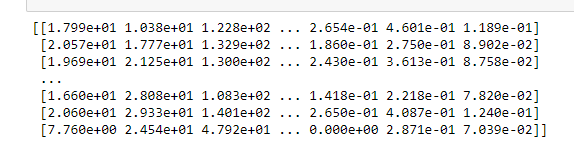 [[1.799e+01 1.038e+01 1.228e+02 ... 2.654e-01 4.601e-01 1.189e-01]
[2.057e+01 1.777e+01 1.329e+02 ... 1.860e-01 2.750e-01 8.902e-02]
[1.969e+01 2.125e+01 1.300e+02 ... 2.430e-01 3.613e-01 8.758e-02]
...
[1.660e+01 2.808e+01 1.083e+02 ... 1.418e-01 2.218e-01 7.820e-02]
[2.060e+01 2.933e+01 1.401e+02 ... 2.650e-01 4.087e-01 1.240e-01]
[7.760e+00 2.454e+01 4.792e+01 ... 0.000e+00 2.871e-01 7.039e-02]]